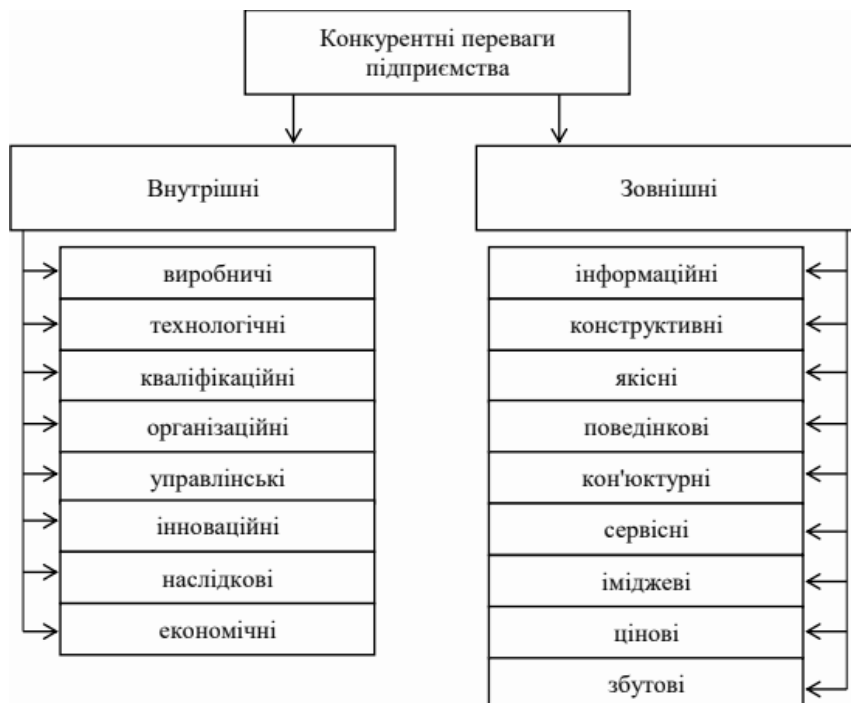 Конкурентні переваги
підприємства
Внутрішні
виробничі
технологічні
кваліфікаційні
організаційні
управлінські
інноваційні
наслідкові
економічні
Зовнішні
інформаційні
конструктивні
якісні
поведінкові
кон'юктурні
сервісні
іміджеві
цінові
збутові